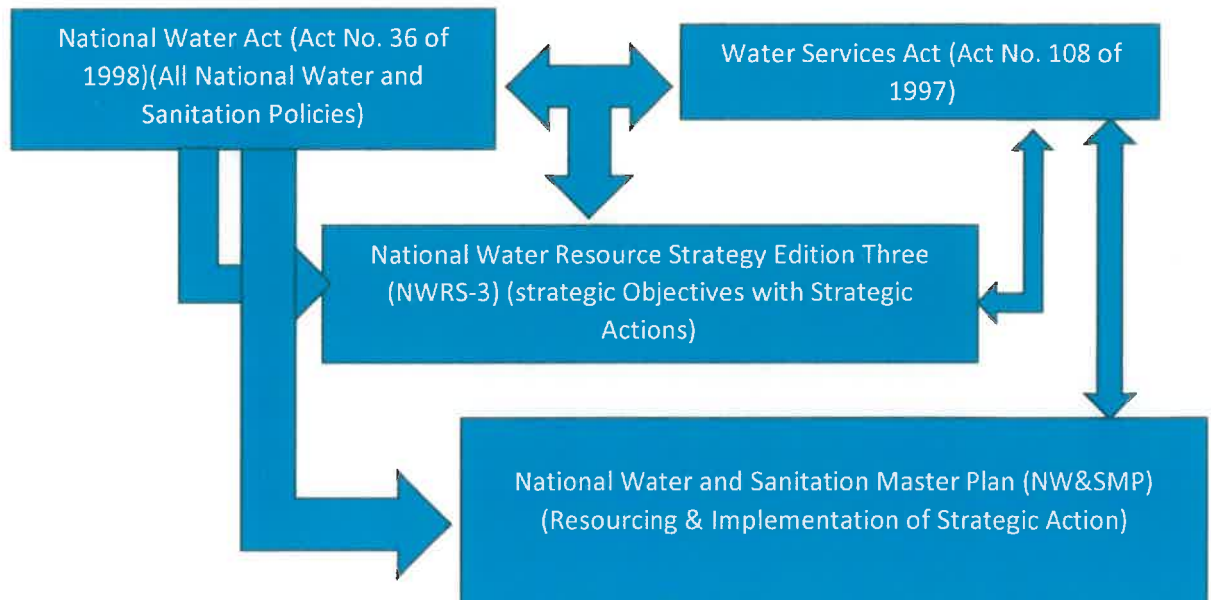 National Water Act (Act No. 36 of
1998)(All National Water and
Sanitation Policies)
Water Services Act (Act No. 108 of
1997)
National Water Resource Strategy Edition Three
(NWRS-3) (strategic Objectives with Strategic
Actions)
National Water and Sanitation Master Plan (NW&SMP)
(Resourcing & Implementation of Strategic Action)